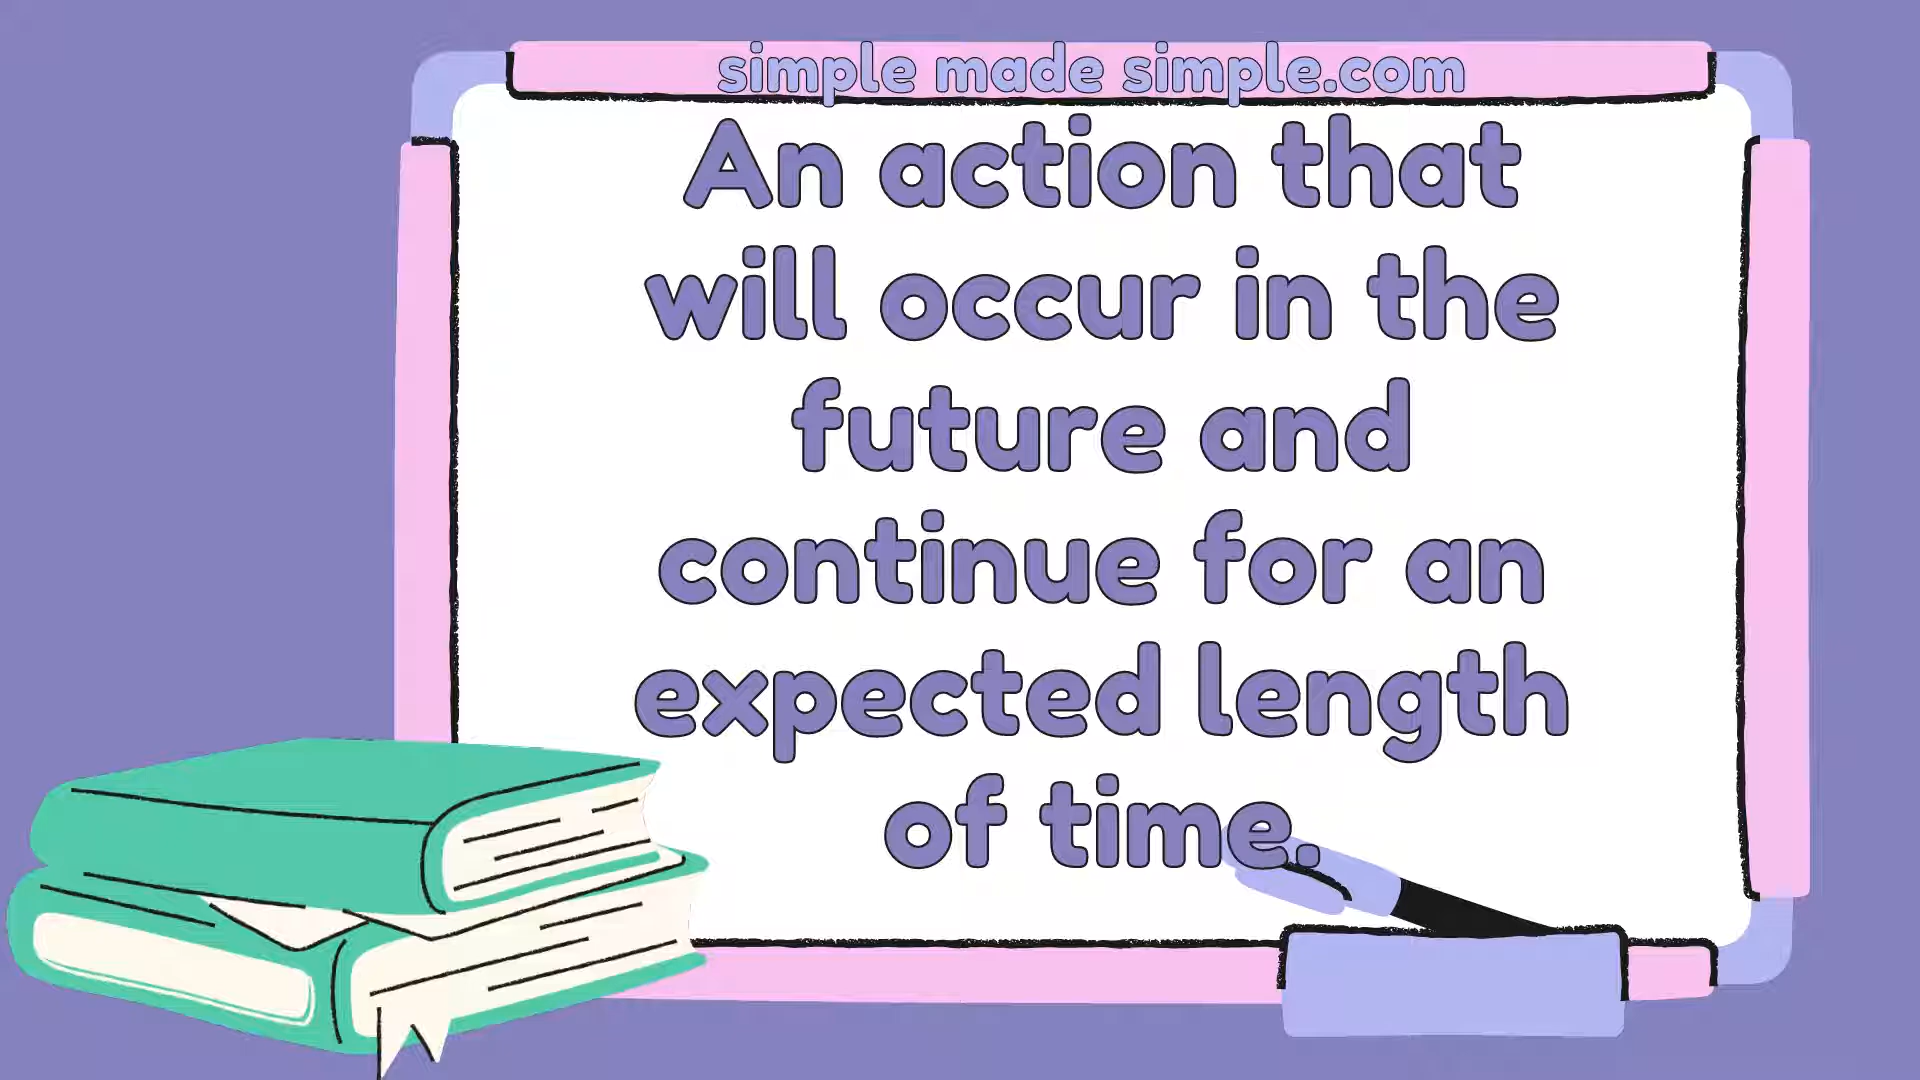 simple made simple.com
An action that
will occur in the
future and
continue for an
expected length
of time.